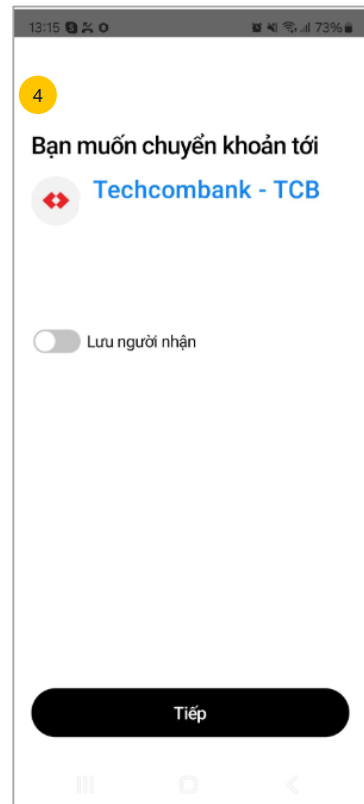 13:15 73%
4
Bạn muốn chuyển khoản tới
Techcombank - TCB
Lưu người nhận
Tiếp